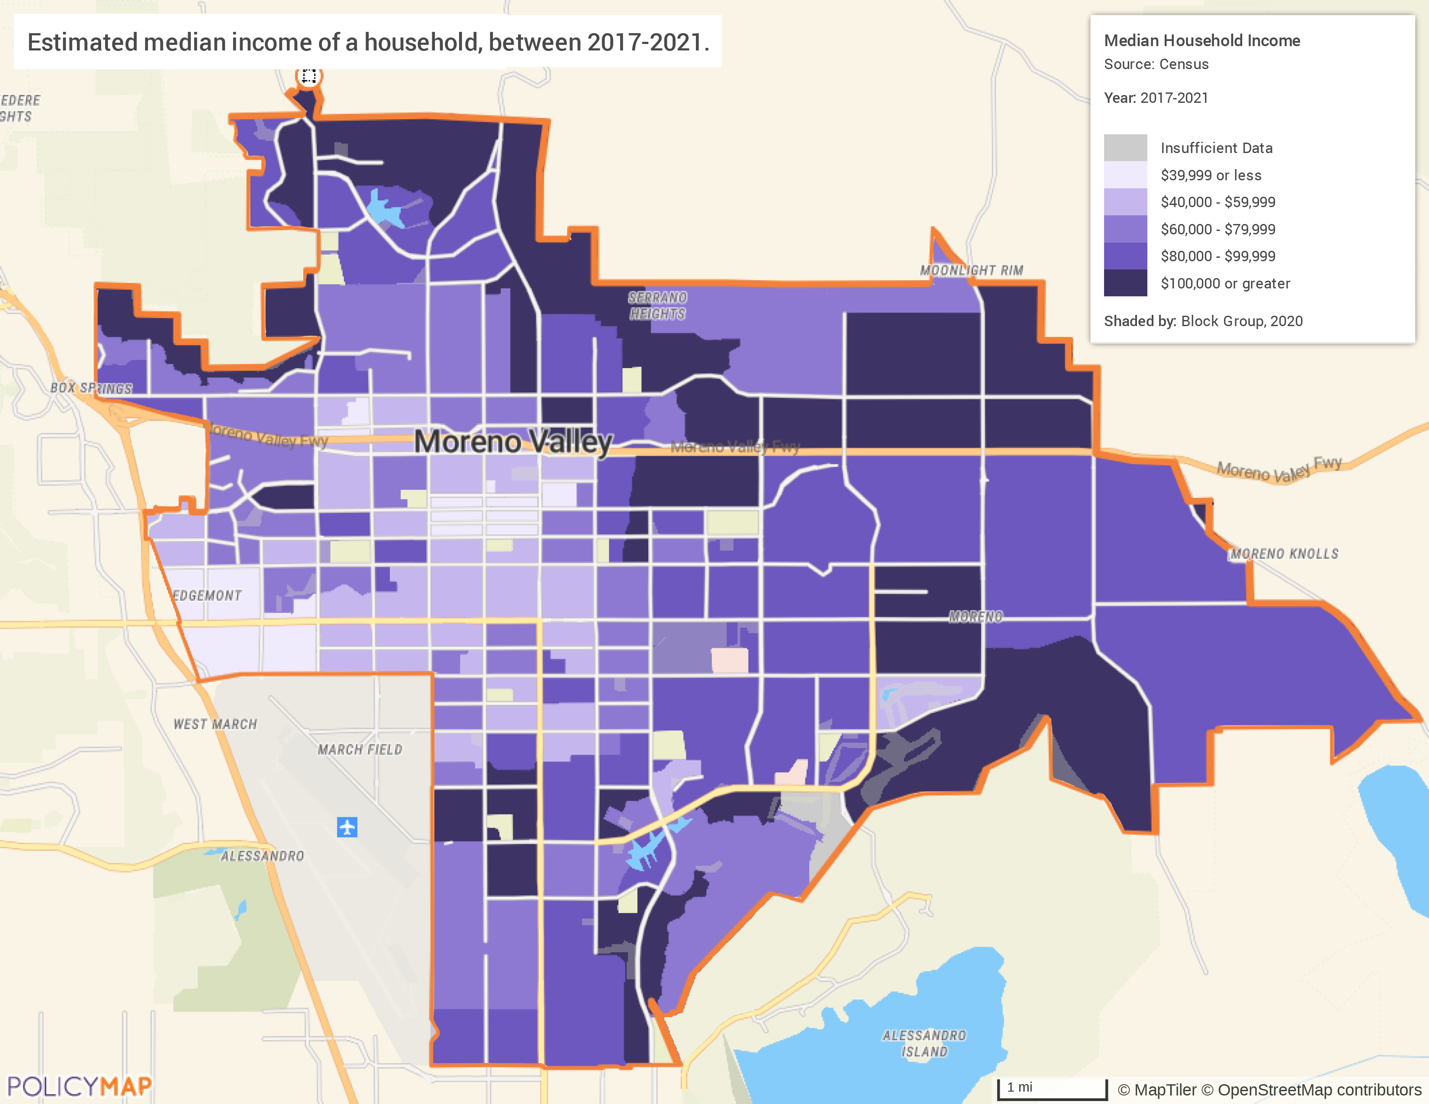 Estimated median income of a household, between 2017-2021.
Median Household Income
Source: Census
Year: 2017-2021
Insufficient Data
$39,999 or less
$40,000 - $59,999
$60,000 - $79,999
$80,000 - $99,999
$100,000 or greater
Shaded by: Block Group, 2020
EDERE
GHTS
MOONLIGHT RIM
SERRANO
HEIGHTS
BOX SPRINGS
Moreno Valley Fwy
Moreno Valley
Moreno Valley Fwy
Moreno Valley Fwy
MORENO KNOLLS
EDGEMONT
MORENO
WEST MARCH
MARCH FIELD
ALESSANDRO
ALESSANDRO
ISLAND
POLICYMAP
1 mi
© MapTiler © OpenStreetMap contributors